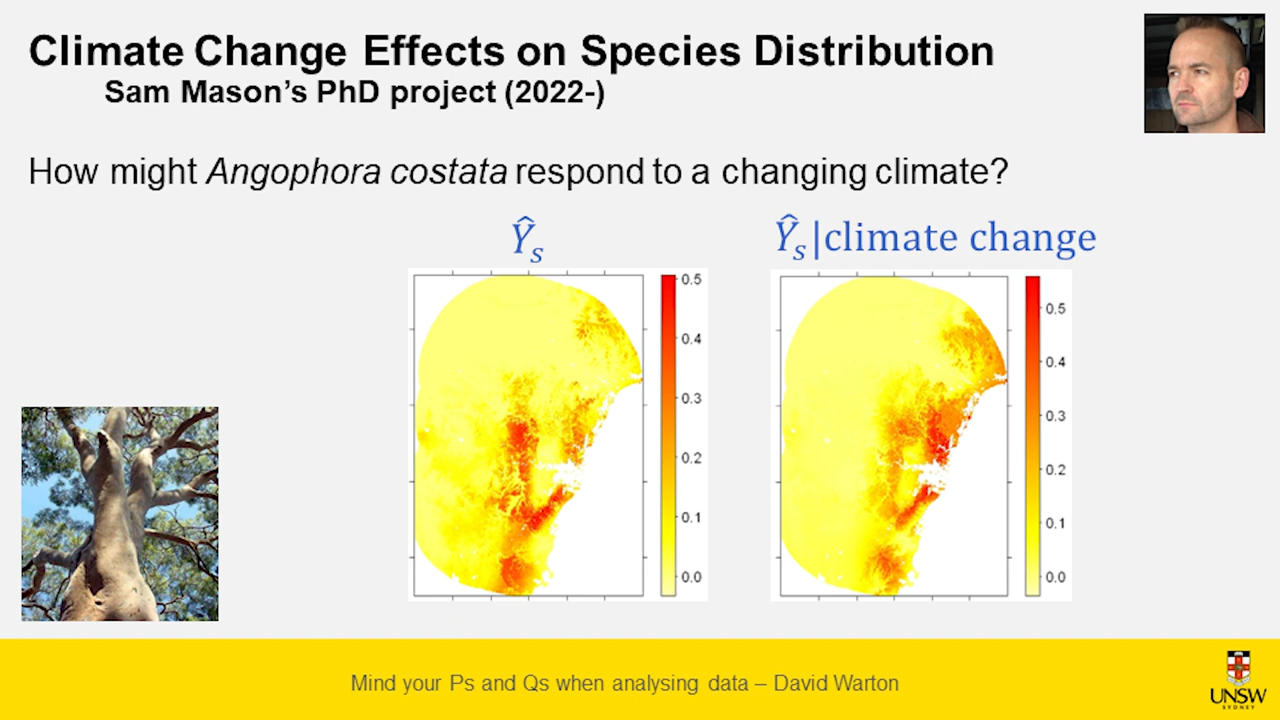 Climate Change Effects on Species Distribution
Sam Mason's PhD project (2022-)
How might Angophora costata respond to a changing climate?
Ŷₛ
Ŷₛ|climate change
0.5
0.4
0.3
0.2
0.1
0.0
0.5
0.4
0.3
0.2
0.1
0.0
Mind your Ps and Qs when analysing data – David Warton
UNSW
SYDNEY